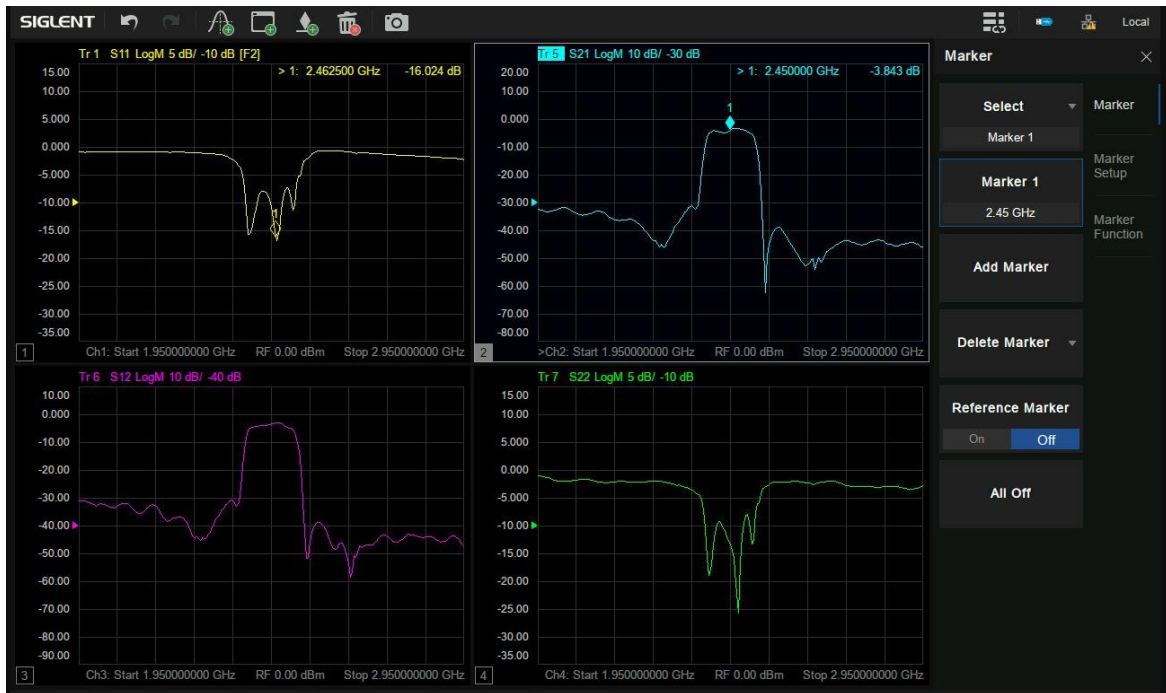 SIGLENT
Local
Tr 1 S11 LogM 5 dB/ -10 dB [F2]
> 1: 2.462500 GHz -16.024 dB
15.00
10.00
5.000
0.000
-5.000
-10.00
-15.00
-20.00
-25.00
-30.00
-35.00
1
1
Ch1: Start 1.950000000 GHz RF 0.00 dBm Stop 2.950000000 GHz
Tr 5 S21 LogM 10 dB/ -30 dB
> 1: 2.450000 GHz -3.843 dB
20.00
10.00
0.000
-10.00
-20.00
-30.00
-40.00
-50.00
-60.00
-70.00
-80.00
1
2
>Ch2: Start 1.950000000 GHz RF 0.00 dBm Stop 2.950000000 GHz
Tr 6 S12 LogM 10 dB/ -40 dB
10.00
0.000
-10.00
-20.00
-30.00
-40.00
-50.00
-60.00
-70.00
-80.00
-90.00
3
Ch3: Start 1.950000000 GHz RF 0.00 dBm Stop 2.950000000 GHz
Tr 7 S22 LogM 5 dB/ -10 dB
15.00
10.00
5.000
0.000
-5.000
-10.00
-15.00
-20.00
-25.00
-30.00
-35.00
4
Ch4: Start 1.950000000 GHz RF 0.00 dBm Stop 2.950000000 GHz
Marker
Select
Marker 1
Marker 1
2.45 GHz
Add Marker
Delete Marker
Reference Marker
On Off
All Off
Marker
Marker
Setup
Marker
Function